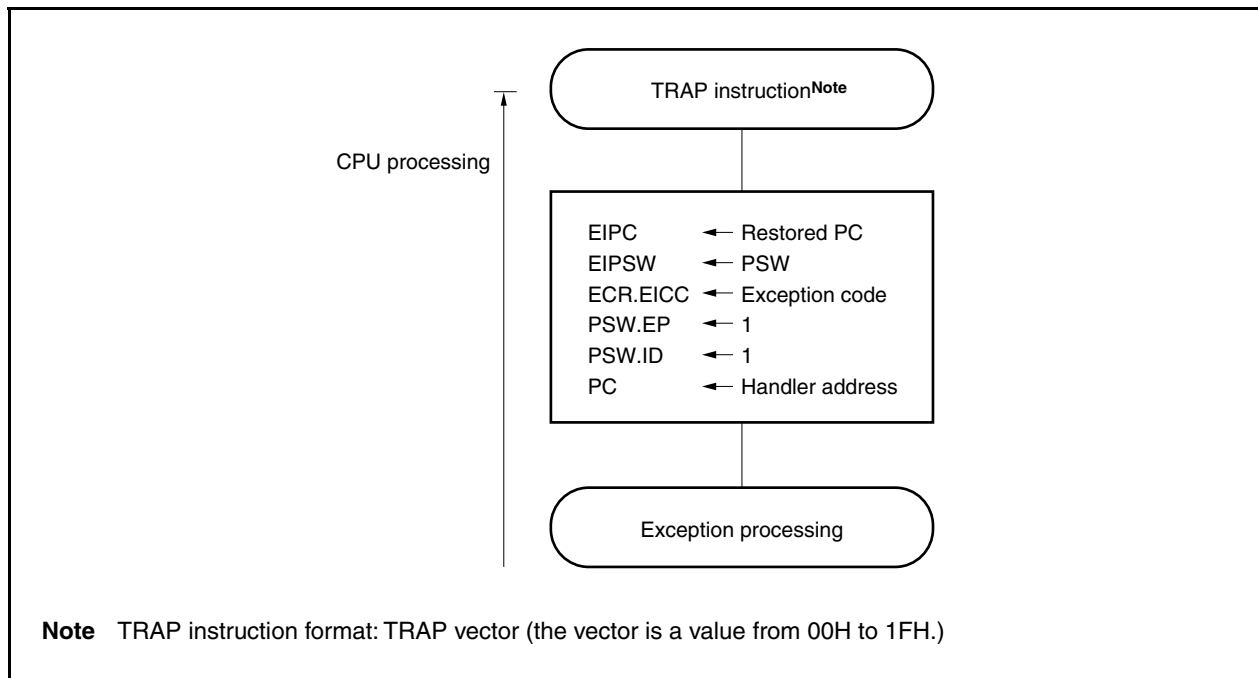 TRAP instructionNote
CPU processing
EIPC ← Restored PC
EIPSW ← PSW
ECR.EICC ← Exception code
PSW.EP ← 1
PSW.ID ← 1
PC ← Handler address
Exception processing
Note TRAP instruction format: TRAP vector (the vector is a value from 00H to 1FH.)